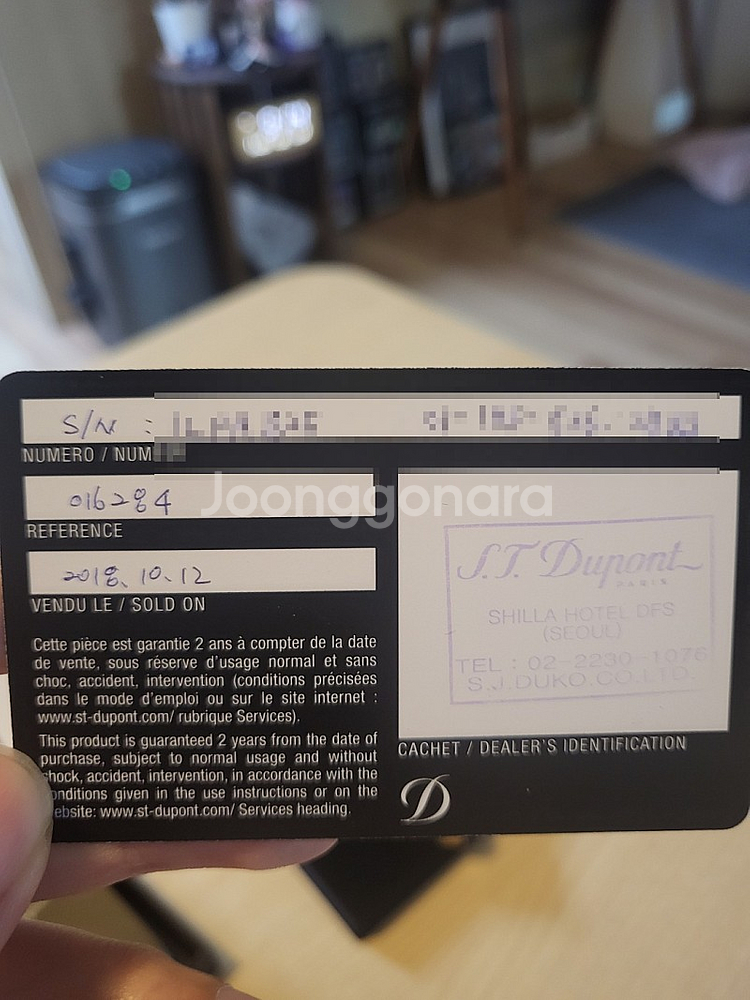 S/N :
NUMERO / NUM
016284
REFERENCE
2018. 10. 12
VENDU LE / SOLD ON
Cette pièce est garantie 2 ans à compter de la date
de vente, sous réserve d'usage normal et sans
choc, accident, intervention (conditions précisées
dans le mode d'emploi ou sur le site internet :
www.st-dupont.com/ rubrique Services).
This product is guaranteed 2 years from the date of
purchase, subject to normal usage and without
shock, accident, intervention, in accordance with the
onditions given in the use instructions or on the
ebsite: www.st-dupont.com/ Services heading.
Joonggonara
S.T. Dupont
PARIS
SHILLA HOTEL DFS
(SEOUL)
TEL : 02-2230-1076
S.J.DUKO.CO.LTD.
CACHET / DEALER'S IDENTIFICATION
D